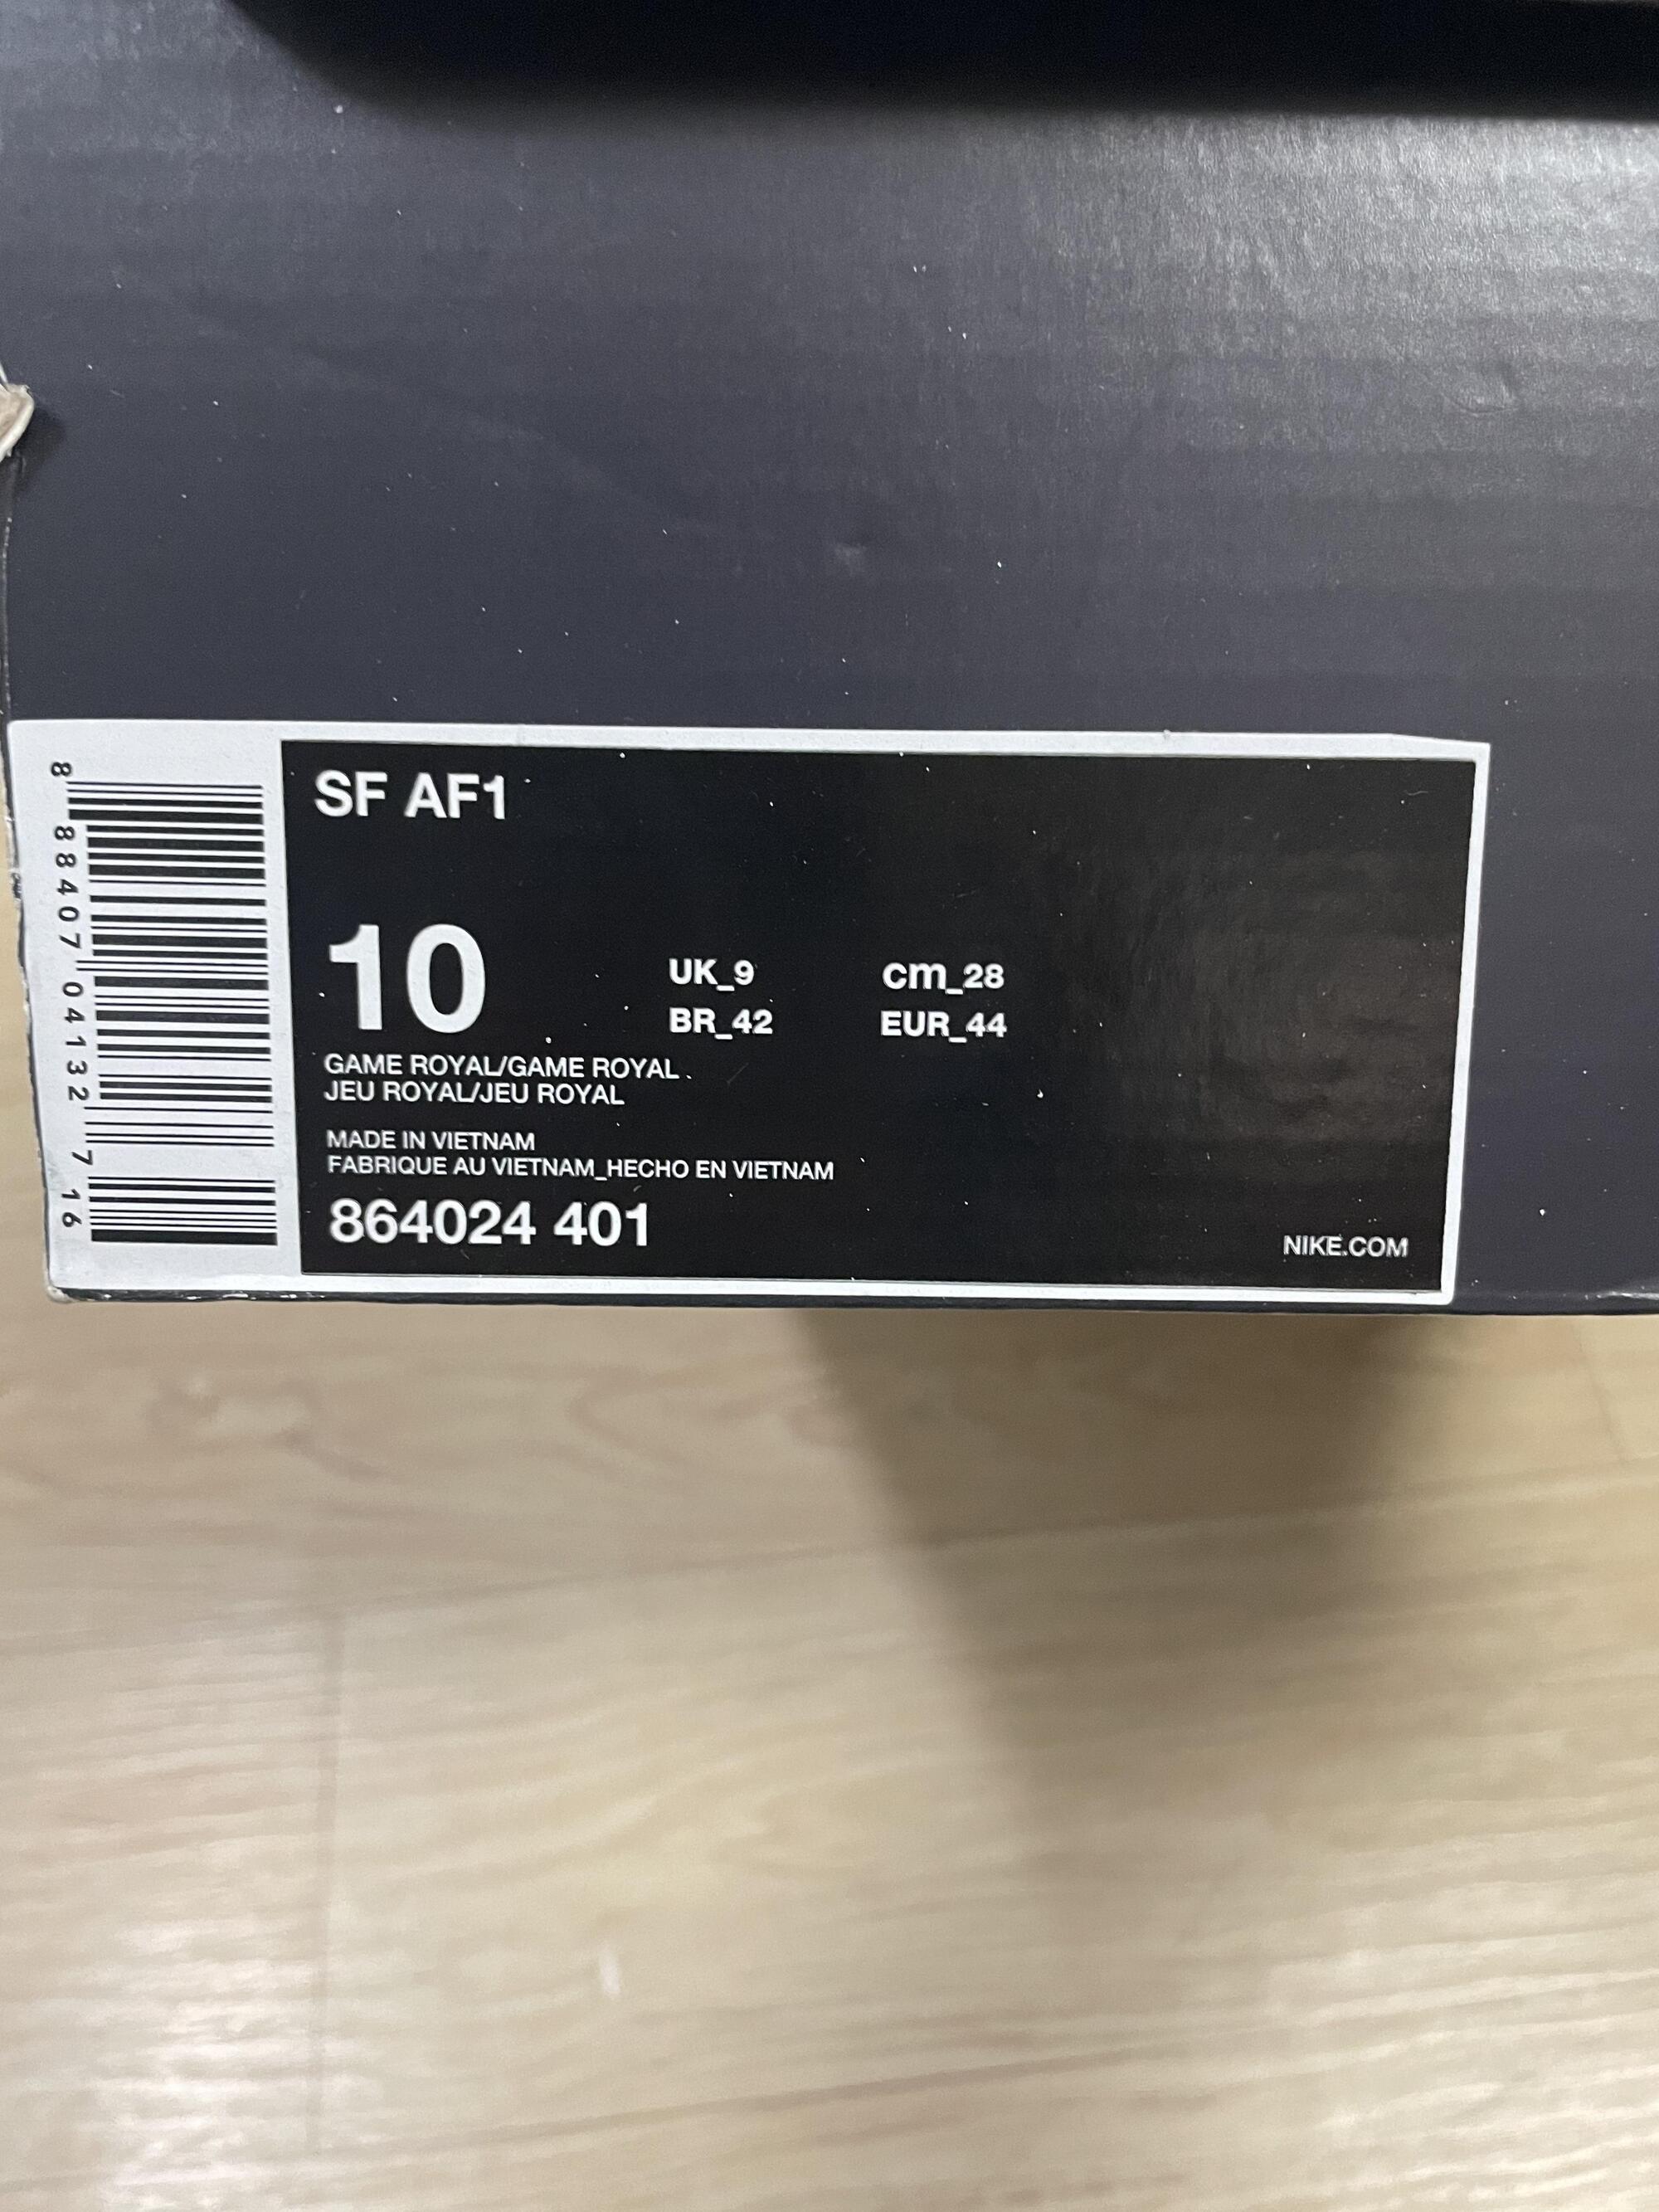 SF AF1
10
UK_9 cm_28
BR_42 EUR_44
GAME ROYAL/GAME ROYAL
JEU ROYAL/JEU ROYAL
MADE IN VIETNAM
FABRIQUE AU VIETNAM_HECHO EN VIETNAM
864024 401
NIKE.COM
8 88407 04132 7 16